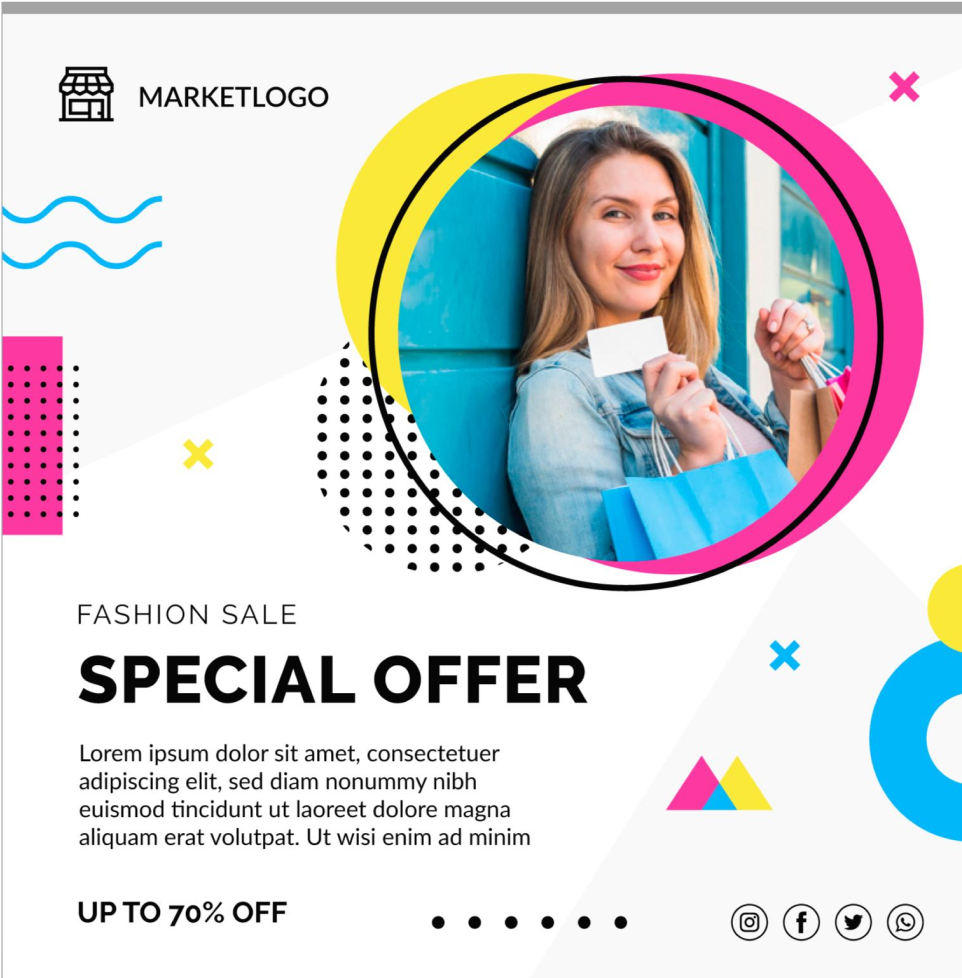 MARKETLOGO
FASHION SALE
SPECIAL OFFER
Lorem ipsum dolor sit amet, consectetuer
adipiscing elit, sed diam nonummy nibh
euismod tincidunt ut laoreet dolore magna
aliquam erat volutpat. Ut wisi enim ad minim
UP TO 70% OFF